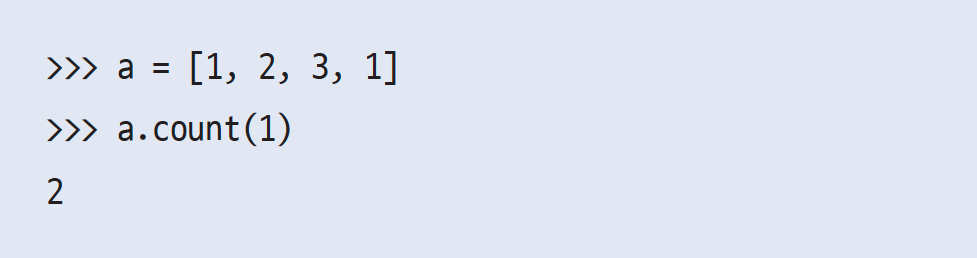 >>> a = [1, 2, 3, 1]
>>> a.count(1)
2